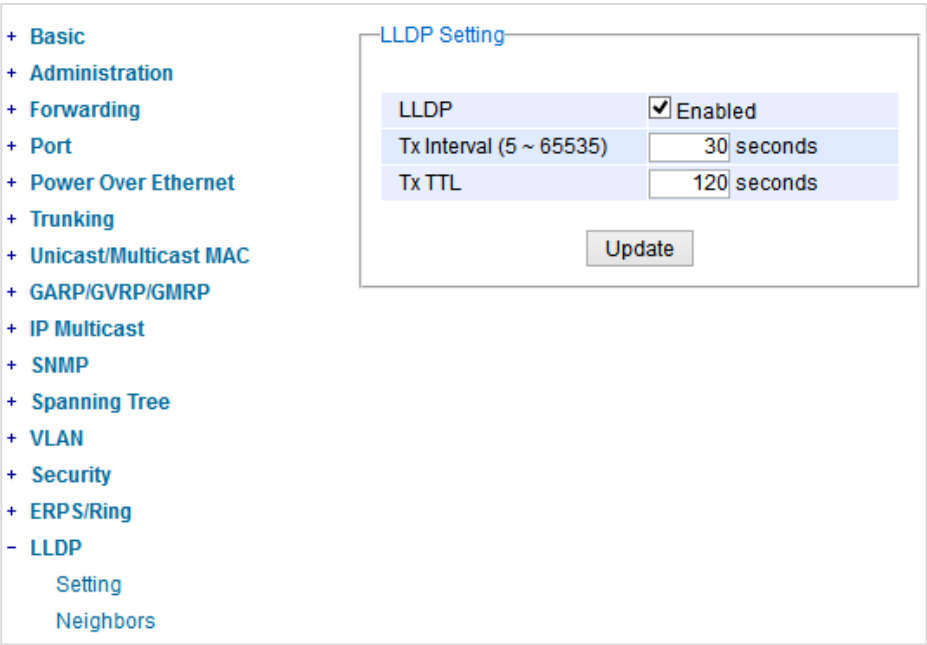 + Basic
+ Administration
+ Forwarding
+ Port
+ Power Over Ethernet
+ Trunking
+ Unicast/Multicast MAC
+ GARP/GVRP/GMRP
+ IP Multicast
+ SNMP
+ Spanning Tree
+ VLAN
+ Security
+ ERPS/Ring
- LLDP
Setting
Neighbors
LLDP Setting
LLDP Enabled
Tx Interval (5 ~ 65535) 30 seconds
Tx TTL 120 seconds
Update